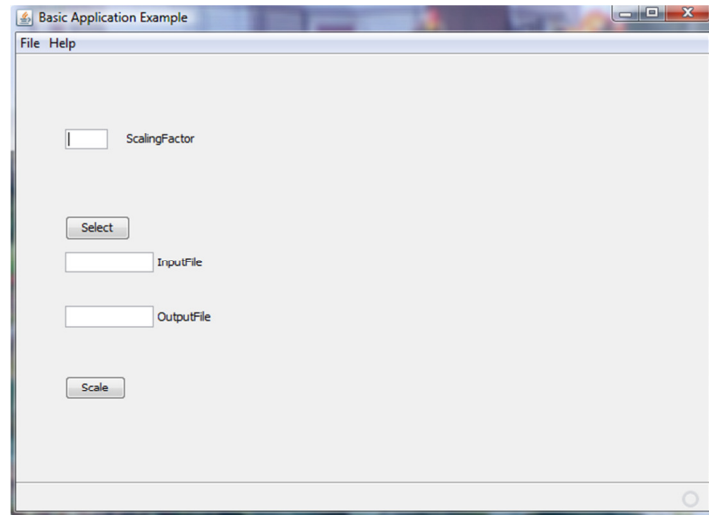 Basic Application Example
File Help
ScalingFactor
Select
InputFile
OutputFile
Scale